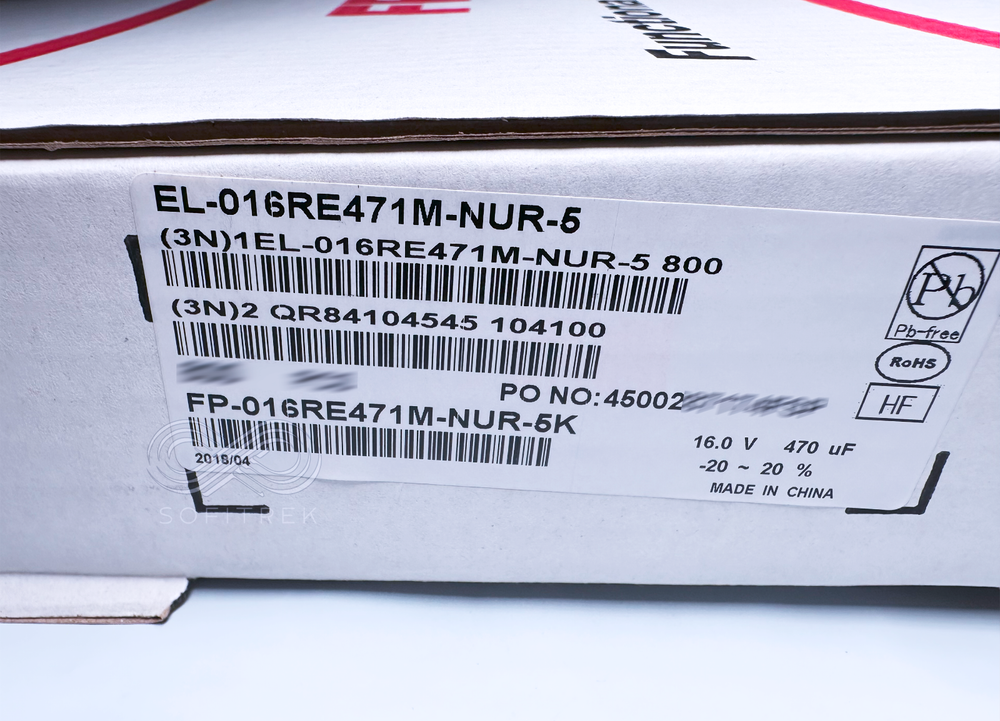 EL-016RE471M-NUR-5
(3N)1EL-016RE471M-NUR-5 800
(3N)2 QR84104545 104100
PO NO:45002
FP-016RE471M-NUR-5K
2018/04
Pb
Pb-free
RoHS
HF
16.0 V 470 uF
-20 ~ 20 %
MADE IN CHINA
SOFITREK